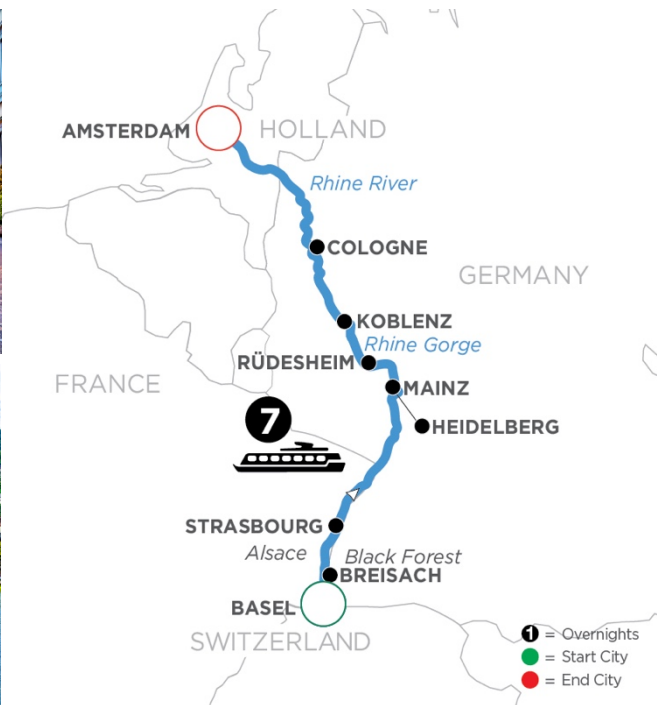 AMSTERDAM
HOLLAND
Rhine River
COLOGNE
GERMANY
KOBLENZ
Rhine Gorge
RÜDESHEIM
FRANCE
MAINZ
7
HEIDELBERG
STRASBOURG
Alsace
Black Forest
BREISACH
BASEL
SWITZERLAND
1 = Overnights
= Start City
= End City